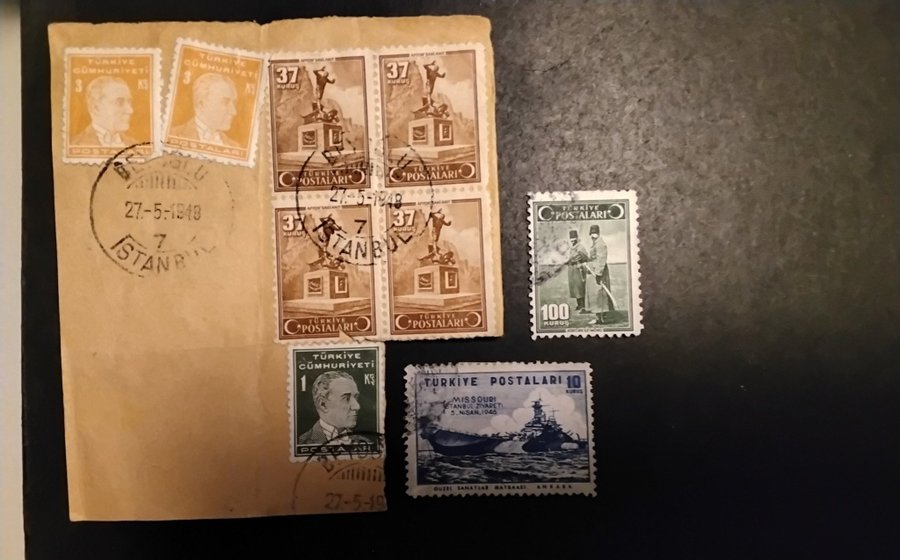 TÜRKİYE
CÜMHURİYETİ
3 Kş
POSTALARI
TÜRKİYE
CÜMHURİYETİ
3 Kş
POSTALARI
37
KURUŞ
TÜRKİYE
POSTALARI
37
KURUŞ
TÜRKİYE
POSTALARI
BEYOĞLU
27-5-1948
7
İSTANBUL
27-5-1948
7
İSTANBUL
37
KURUŞ
TÜRKİYE
POSTALARI
37
KURUŞ
TÜRKİYE
POSTALARI
TÜRKİYE
CÜMHURİYETİ
1 KŞ
POSTALARI
27-5-19
TÜRKİYE
POSTALARI
100
KURUŞ
TÜRKİYE POSTALARI 10
KURUŞ
MISSOURI
İSTANBUL ZİYARETİ
5. NİSAN. 1946
GÜZEL SANATLAR MATBAASI ANKARA